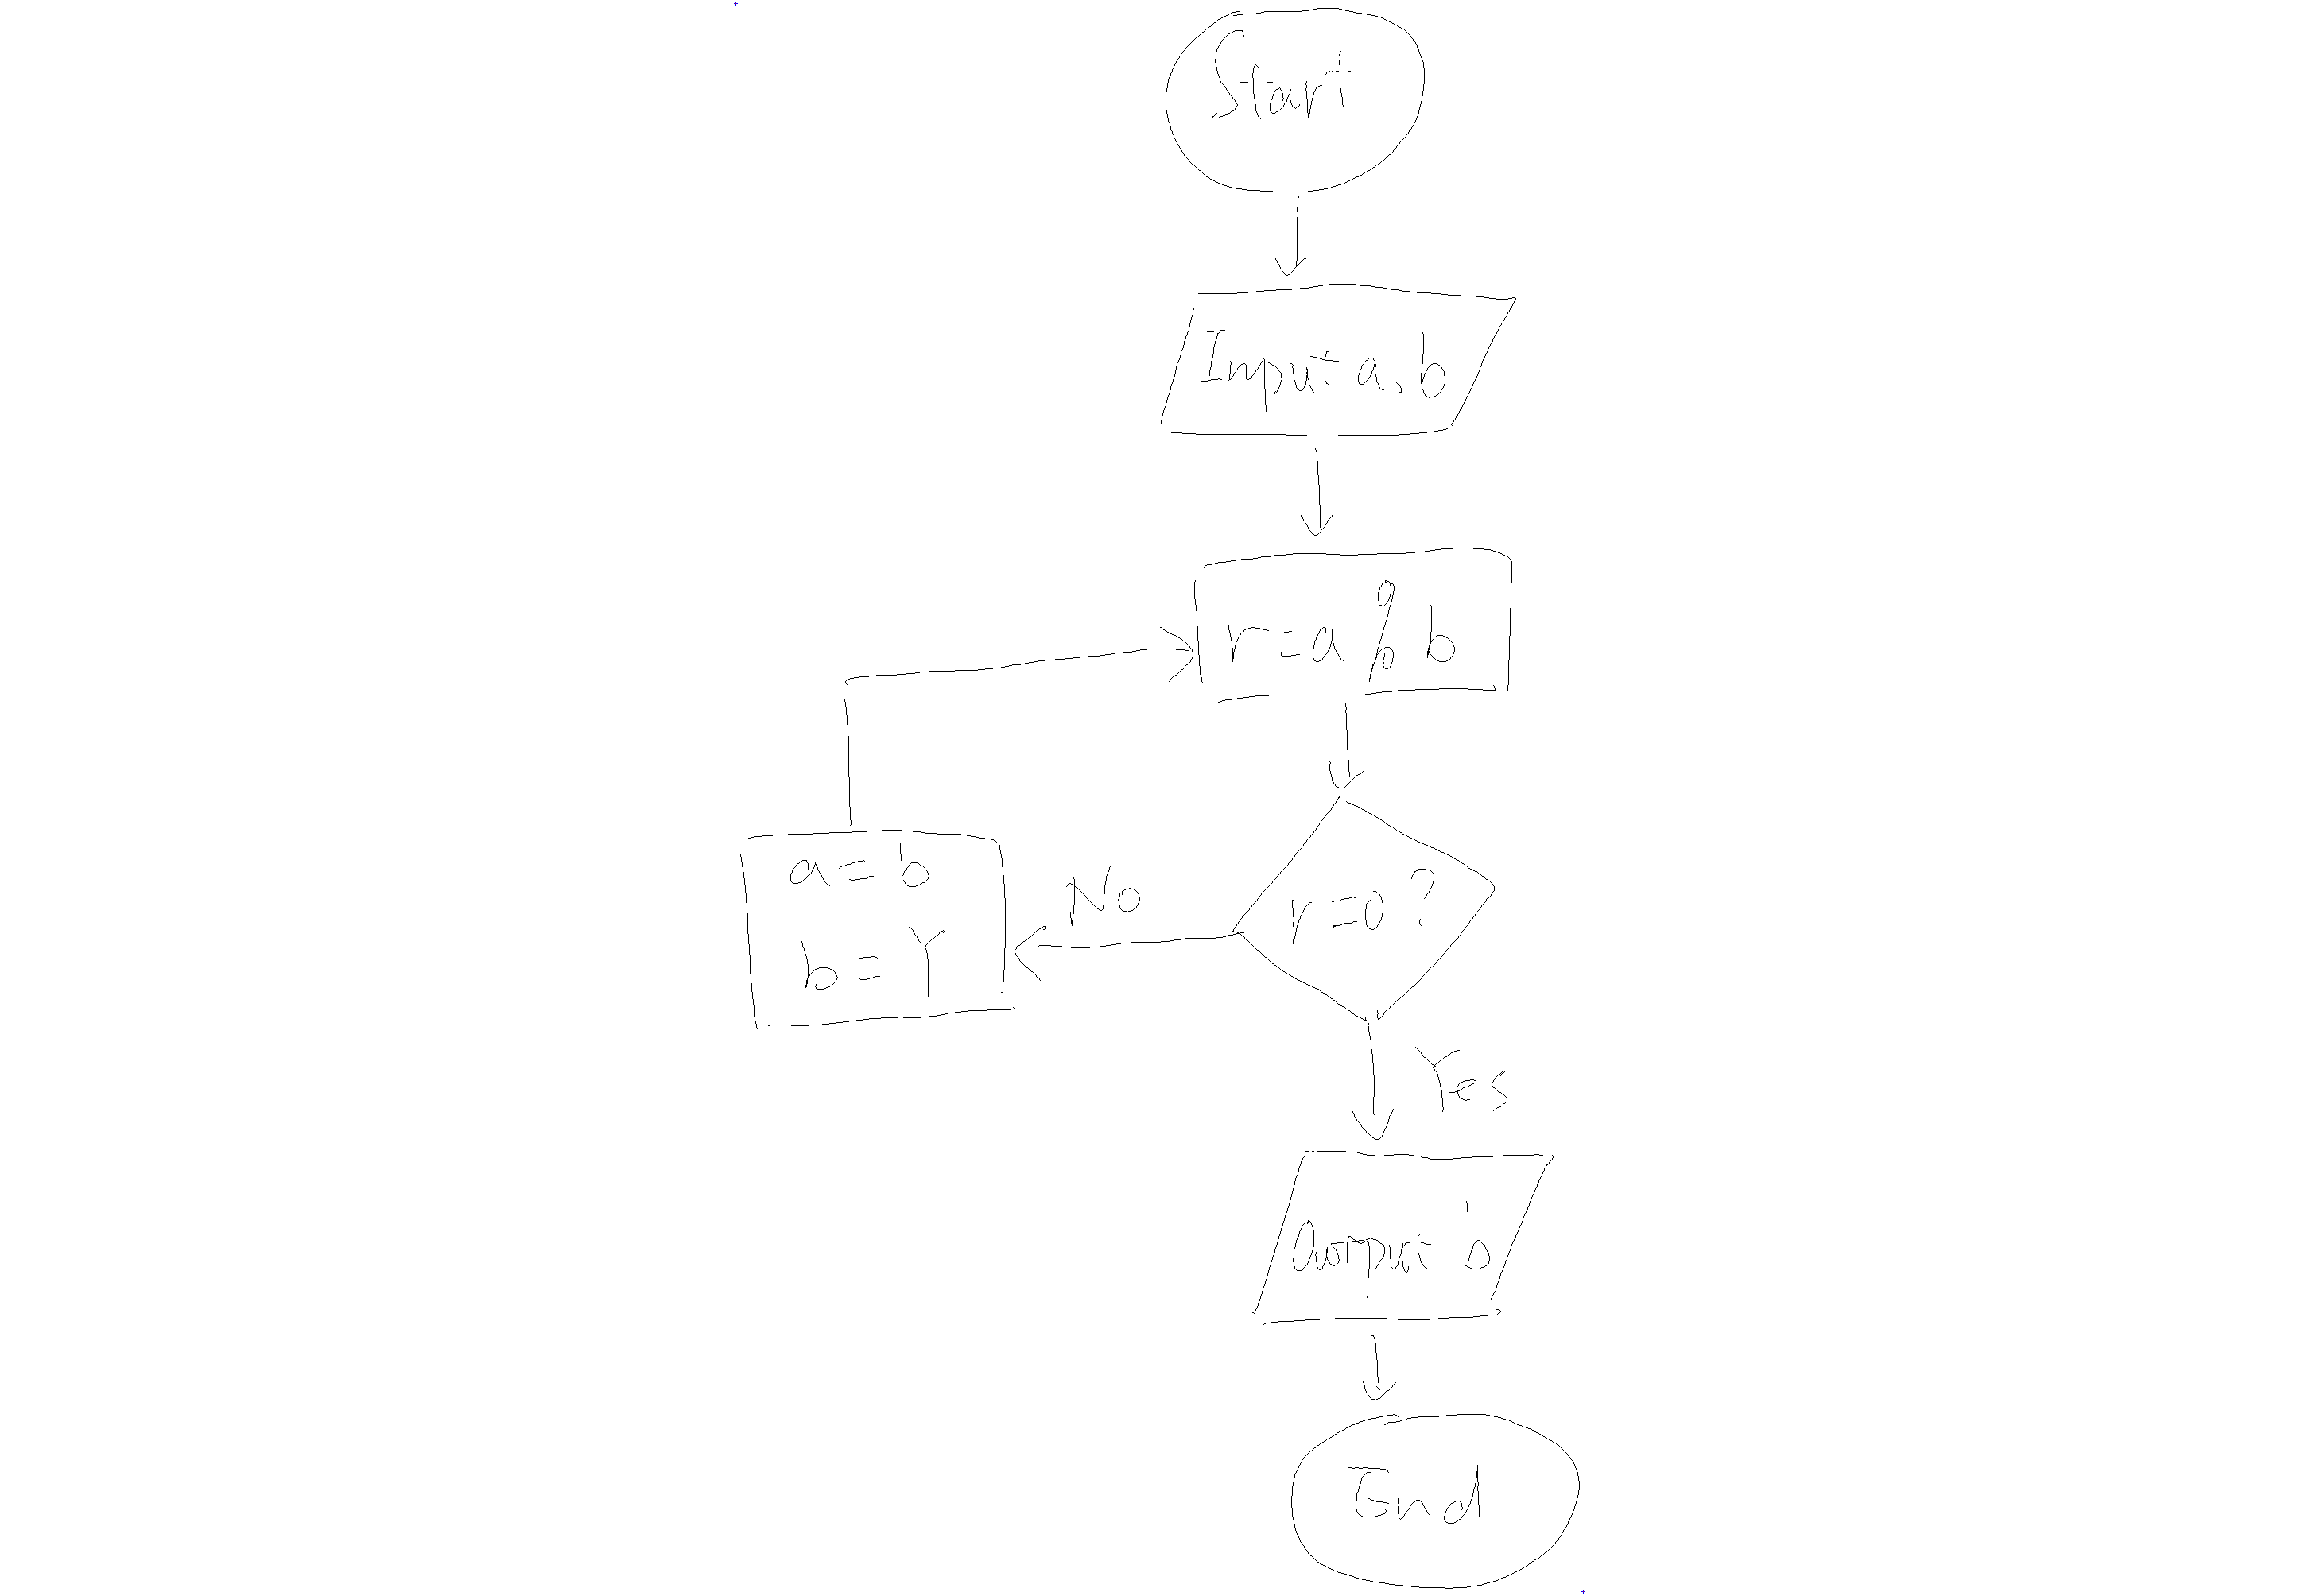 Start
Input a,b
r=a%b
r=0?
No
a=b
b=r
Yes
Output b
End